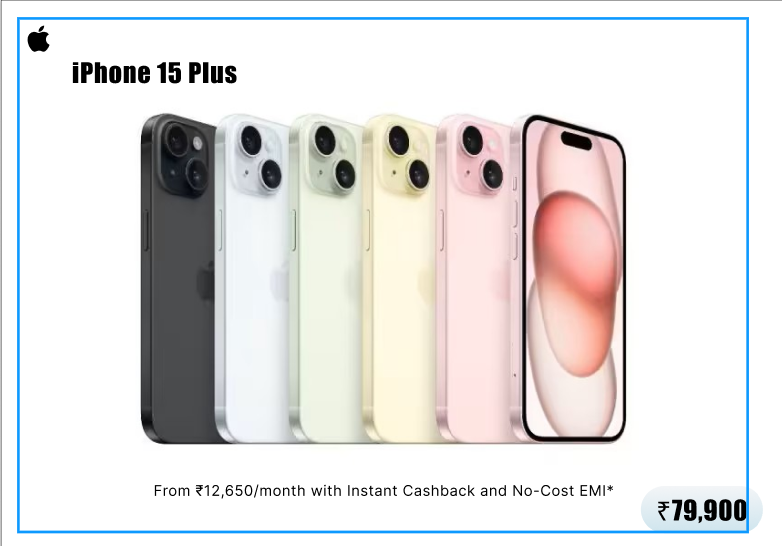 iPhone 15 Plus
From ₹12,650/month with Instant Cashback and No-Cost EMI*
₹79,900